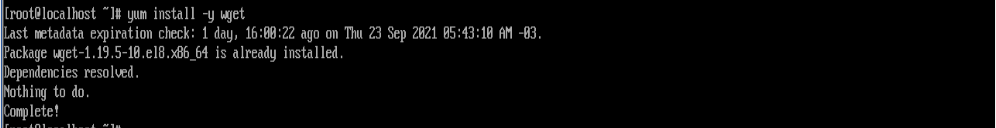 [root@localhost ~]# yum install -y wget
Last metadata expiration check: 1 day, 16:00:22 ago on Thu 23 Sep 2021 05:43:10 AM -03.
Package wget-1.19.5-10.el8.x86_64 is already installed.
Dependencies resolved.
Nothing to do.
Complete!
[root@localhost ~]#